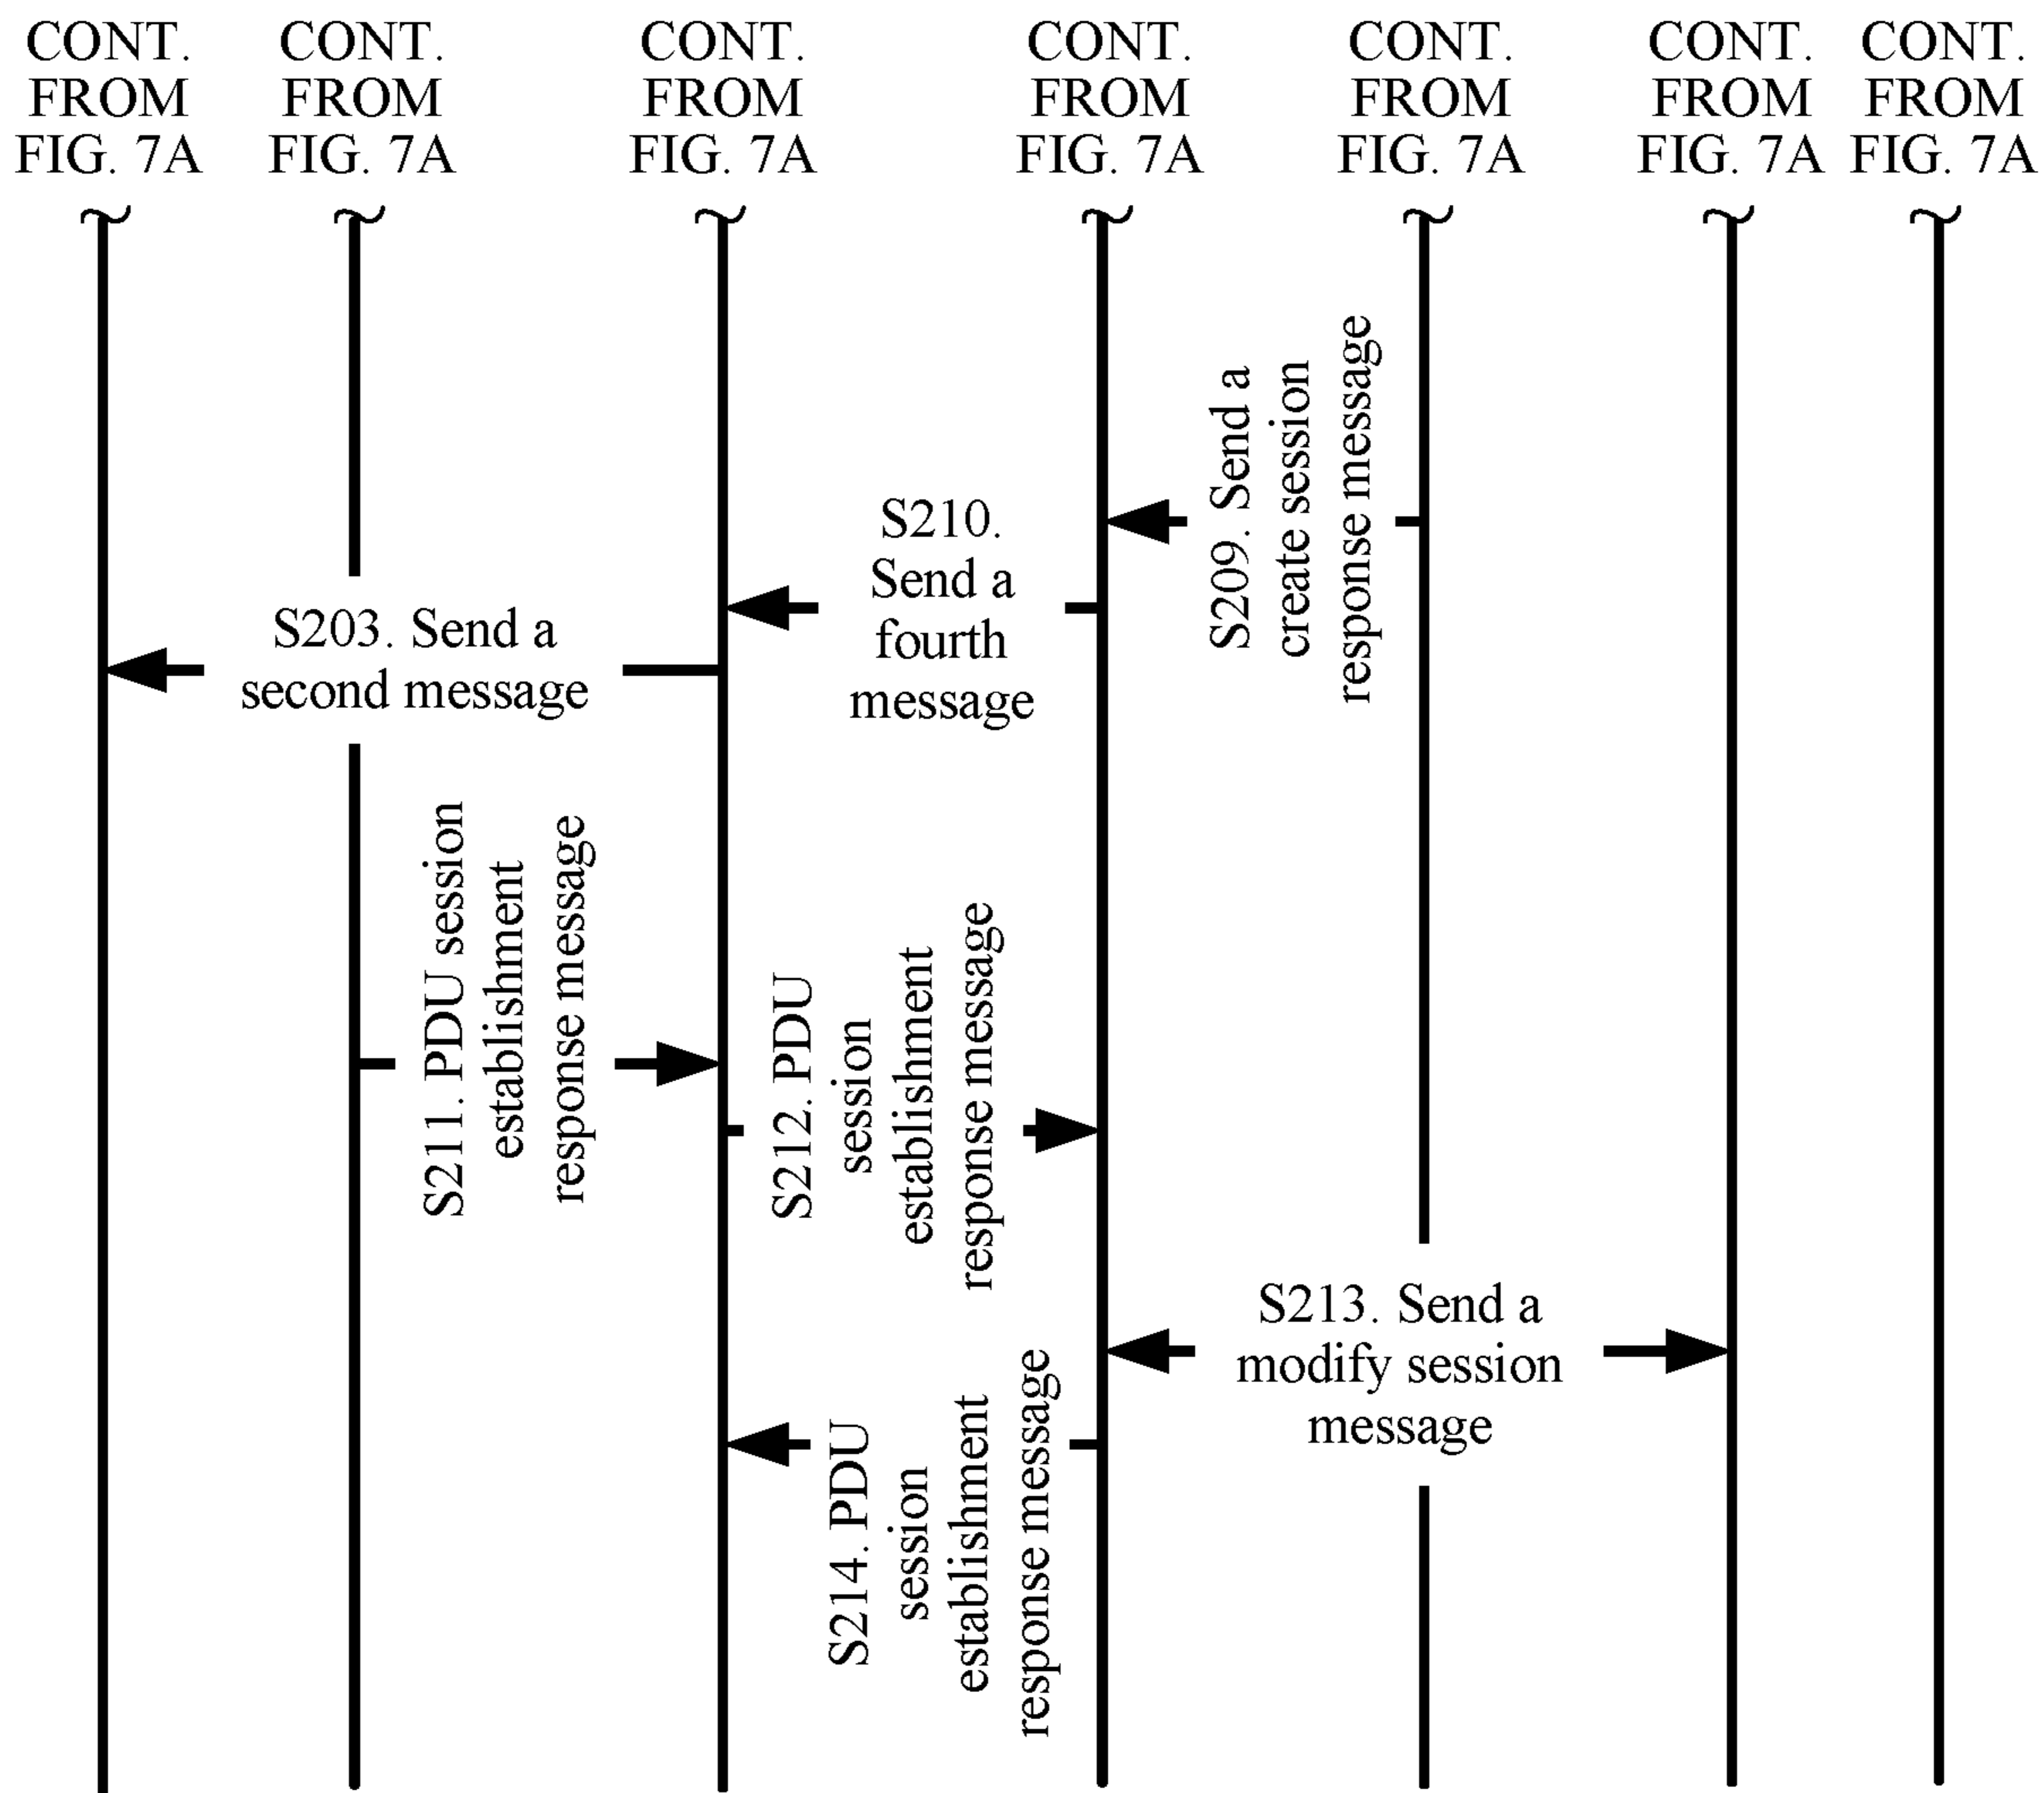 CONT.
FROM
FIG. 7A
CONT.
FROM
FIG. 7A
CONT.
FROM
FIG. 7A
CONT.
FROM
FIG. 7A
CONT.
FROM
FIG. 7A
CONT.
FROM
FIG. 7A
CONT.
FROM
FIG. 7A
S209. Send a
create session
response message
S210.
Send a
fourth
message
S203. Send a
second message
S211. PDU session
establishment
response message
S212. PDU
session
establishment
response message
S213. Send a
modify session
message
S214. PDU
session
establishment
response message